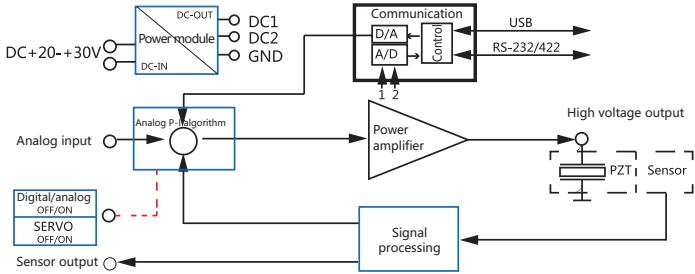 DC-OUT
DC1
DC2
GND
Power module
DC+20-+30V
DC-IN
Communication
D/A
A/D
Control
USB
RS-232/422
1 2
Analog P-Ialgorithm
Analog input
Power
amplifier
High voltage output
PZT
Sensor
Digital/analog
OFF/ON
SERVO
OFF/ON
Signal
processing
Sensor output